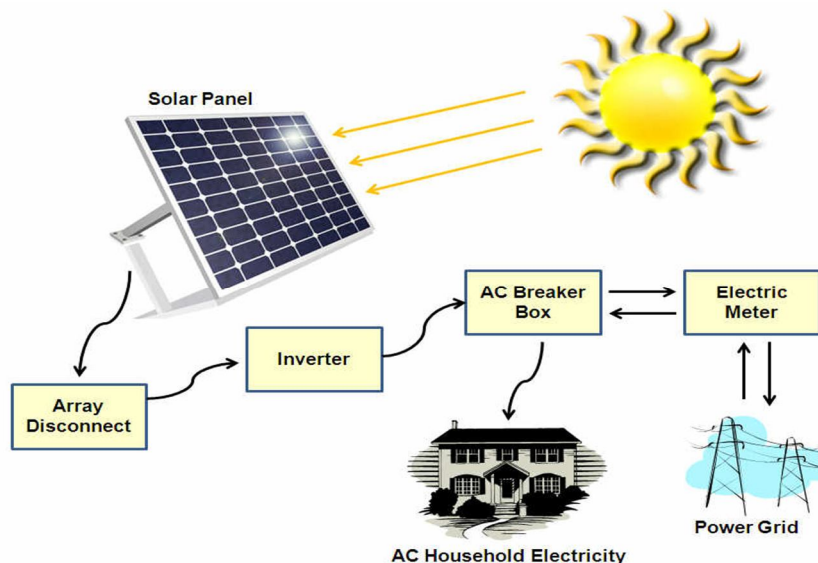 Solar Panel
AC Breaker
Box
Electric
Meter
Inverter
Array
Disconnect
Power Grid
AC Household Electricity